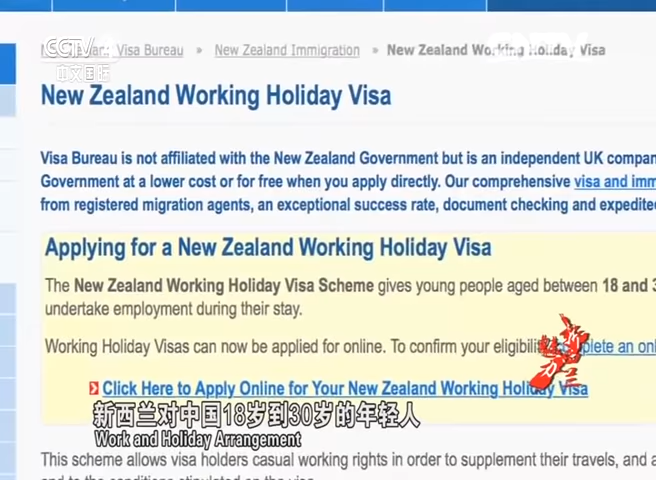 Visa Bureau » New Zealand Immigration » New Zealand Working Holiday Visa
CCTV
中文国际
New Zealand Working Holiday Visa
Visa Bureau is not affiliated with the New Zealand Government but is an independent UK
Government at a lower cost or for free when you apply directly. Our comprehensive visa and
from registered migration agents, an exceptional success rate, document checking and
Applying for a New Zealand Working Holiday Visa
The New Zealand Working Holiday Visa Scheme gives young people aged between 18 and
undertake employment during their stay.
Working Holiday Visas can now be applied for online. To confirm your
Click Here to Apply Online for Your New Zealand Working Holiday Visa
新西兰对中国18岁到30岁的年轻人
Work and Holiday Arrangement
This scheme allows visa holders casual working rights in order to supplement their travels, and